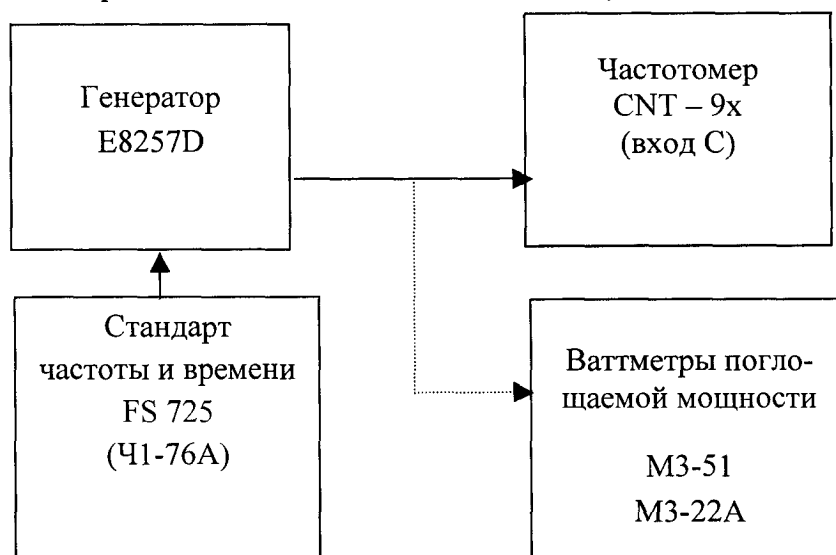 Генератор
E8257D
Частотомер
CNT – 9x
(вход С)
Стандарт
частоты и времени
FS 725
(Ч1-76А)
Ваттметры погло-
щаемой мощности
М3-51
М3-22А